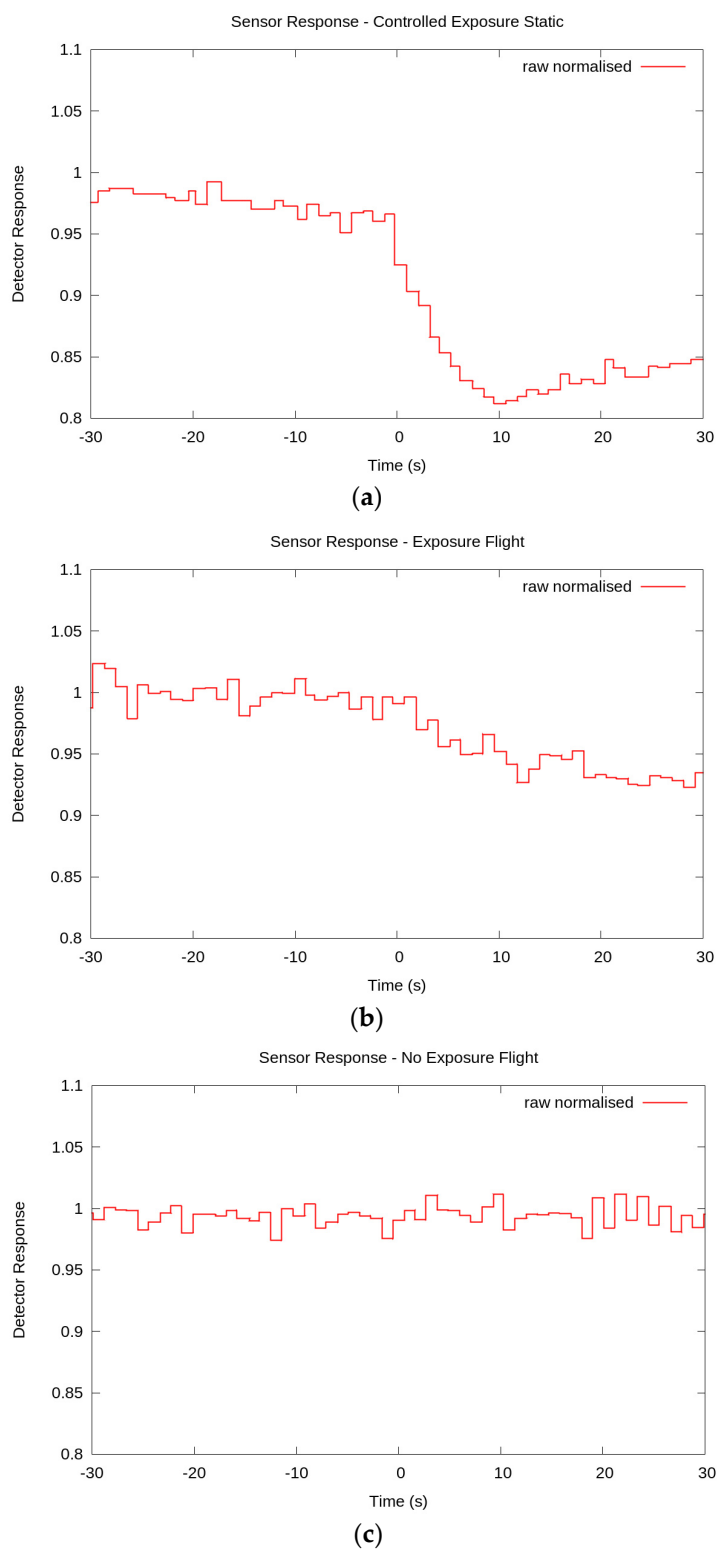 Sensor Response - Controlled Exposure Static
1.1
raw normalised
1.05
1
0.95
0.9
0.85
0.8
Detector Response
-30 -20 -10 0 10 20 30
Time (s)
(a)
Sensor Response - Exposure Flight
1.1
raw normalised
1.05
1
0.95
0.9
0.85
0.8
Detector Response
-30 -20 -10 0 10 20 30
Time (s)
(b)
Sensor Response - No Exposure Flight
1.1
raw normalised
1.05
1
0.95
0.9
0.85
0.8
Detector Response
-30 -20 -10 0 10 20 30
Time (s)
(c)